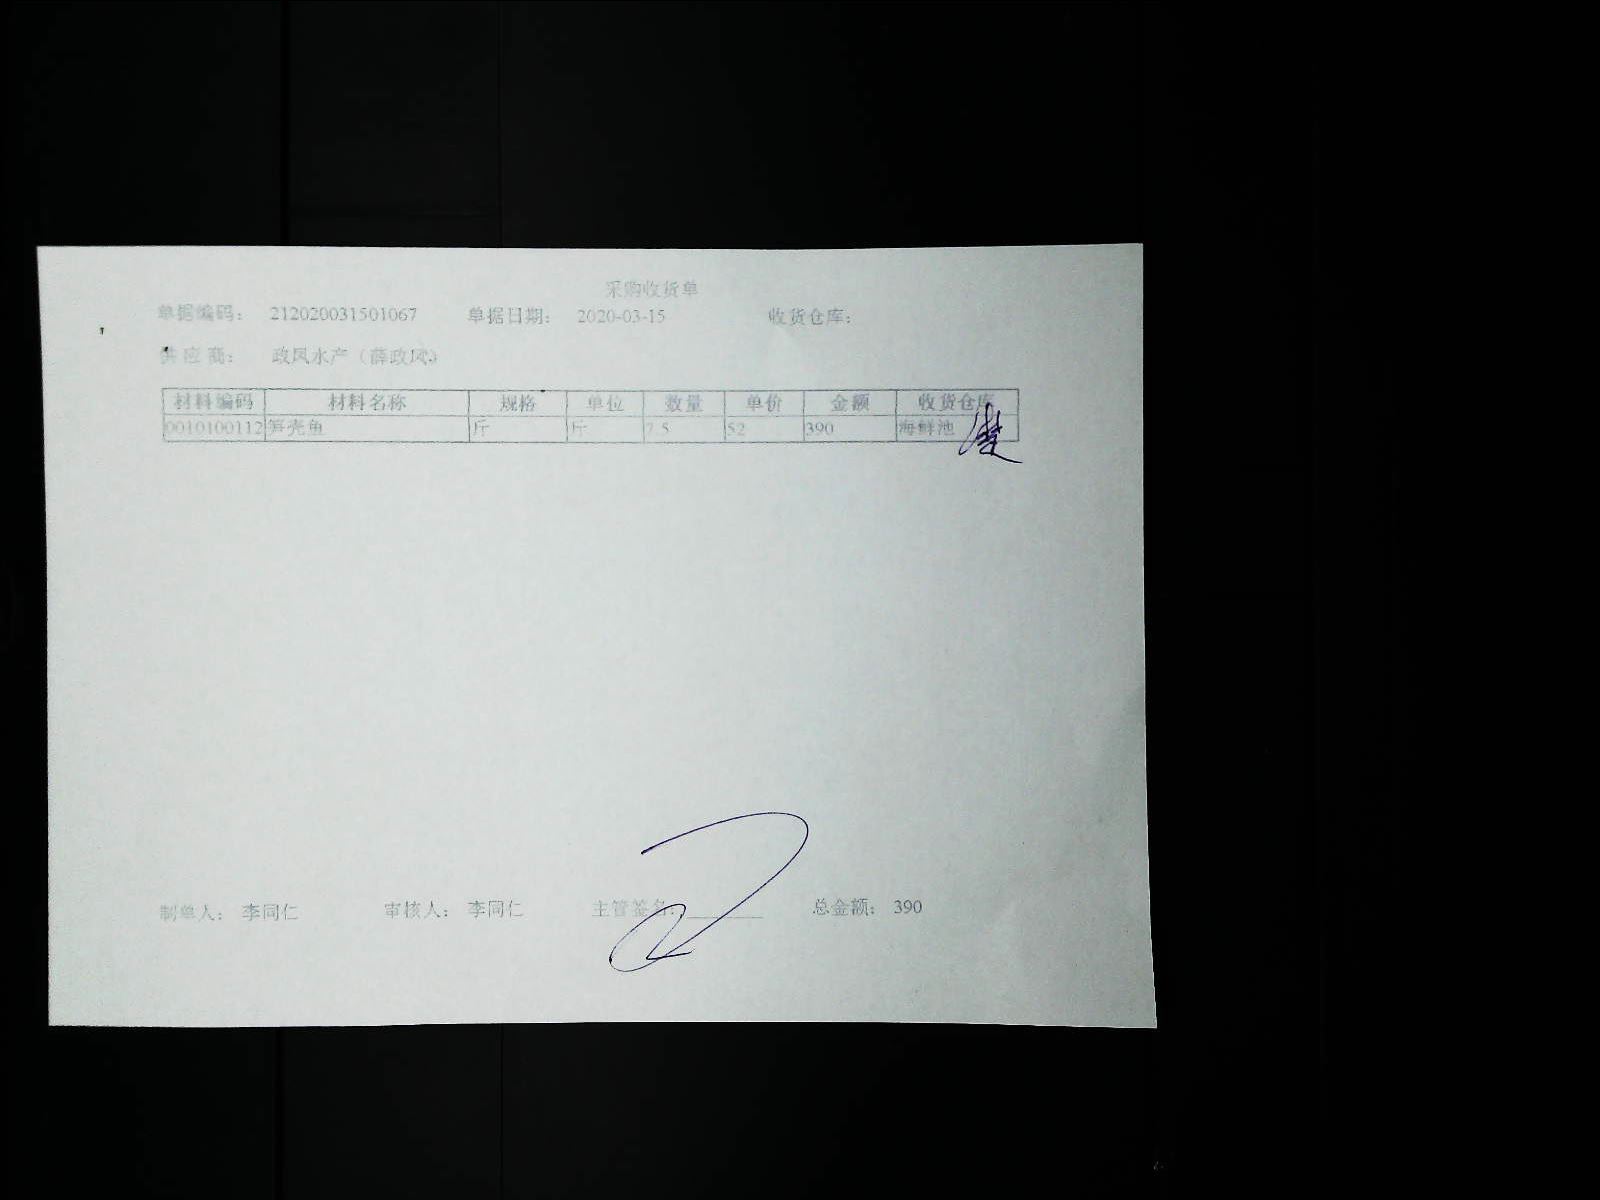 采购收货单
单据编码： 212020031501067 单据日期： 2020-03-15 收货仓库：
供 应 商： 政风水产（薛政风）
材料编码 材料名称 规格 单位 数量 单价 金额 收货仓库
0010100112 笋壳鱼 斤 斤 7.5 52 390 海鲜池
制单人： 李同仁 审核人： 李同仁 主管签名： 总金额： 390